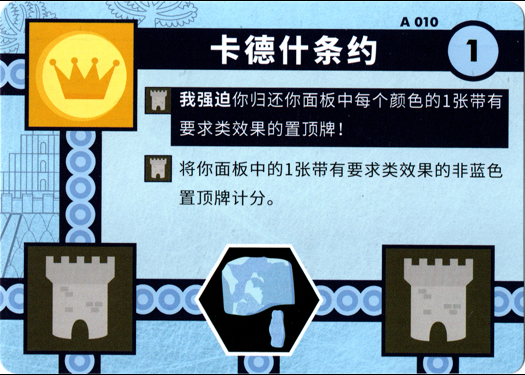 A 010
卡德什条约
1
我强迫你归还你面板中每个颜色的1张带有
要求类效果的置顶牌！
将你面板中的1张带有要求类效果的非蓝色
置顶牌计分。